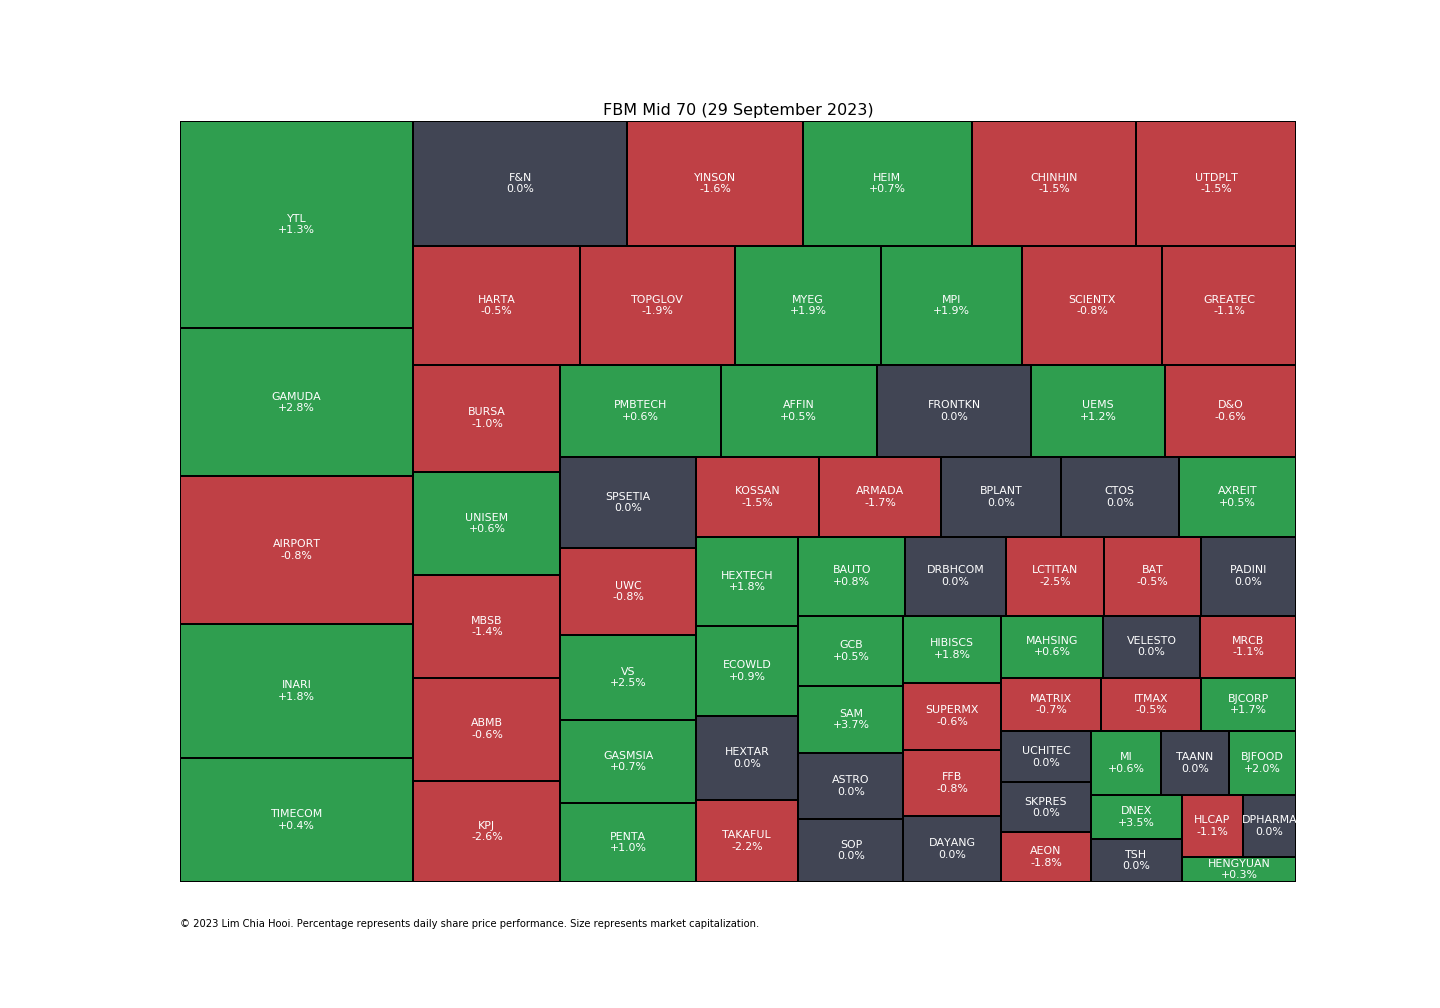 FBM Mid 70 (29 September 2023)
YTL
+1.3%
GAMUDA
+2.8%
AIRPORT
-0.8%
INARI
+1.8%
TIMECOM
+0.4%
F&N
0.0%
YINSON
-1.6%
HEIM
+0.7%
CHINHIN
-1.5%
UTDPLT
-1.5%
HARTA
-0.5%
TOPGLOV
-1.9%
MYEG
+1.9%
MPI
+1.9%
SCIENTX
-0.8%
GREATEC
-1.1%
BURSA
-1.0%
UNISEM
+0.6%
MBSB
-1.4%
ABMB
-0.6%
KPJ
-2.6%
PMBTECH
+0.6%
AFFIN
+0.5%
FRONTKN
0.0%
UEMS
+1.2%
D&O
-0.6%
SPSETIA
0.0%
UWC
-0.8%
VS
+2.5%
GASMSIA
+0.7%
PENTA
+1.0%
KOSSAN
-1.5%
ARMADA
-1.7%
BPLANT
0.0%
CTOS
0.0%
AXREIT
+0.5%
HEXTECH
+1.8%
ECOWLD
+0.9%
HEXTAR
0.0%
TAKAFUL
-2.2%
BAUTO
+0.8%
DRBHCOM
0.0%
LCTITAN
-2.5%
BAT
-0.5%
PADINI
0.0%
GCB
+0.5%
SAM
+3.7%
ASTRO
0.0%
SOP
0.0%
HIBISCS
+1.8%
SUPERMX
-0.6%
FFB
-0.8%
DAYANG
0.0%
MAHSING
+0.6%
VELESTO
0.0%
MRCB
-1.1%
MATRIX
-0.7%
ITMAX
-0.5%
BJCORP
+1.7%
UCHITEC
0.0%
SKPRES
0.0%
AEON
-1.8%
MI
+0.6%
TAANN
0.0%
BJFOOD
+2.0%
DNEX
+3.5%
TSH
0.0%
HLCAP
-1.1%
DPHARMA
0.0%
HENGYUAN
+0.3%
© 2023 Lim Chia Hooi. Percentage represents daily share price performance. Size represents market capitalization.